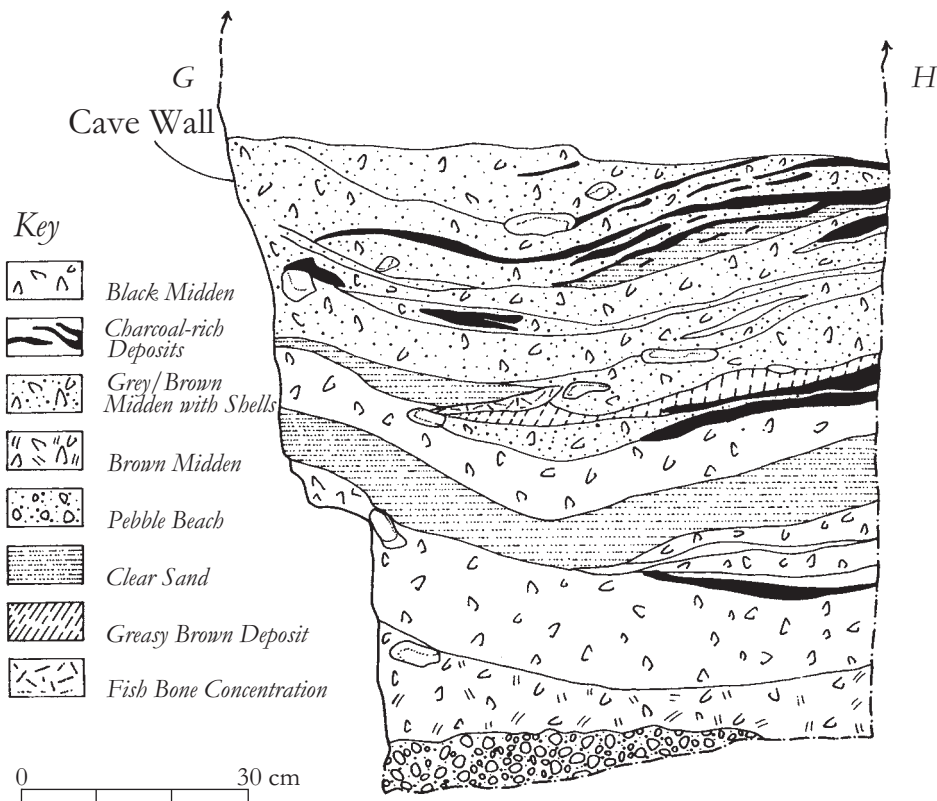 G
H
Cave Wall
Key
Black Midden
Charcoal-rich
Deposits
Grey/Brown
Midden with Shells
Brown Midden
Pebble Beach
Clear Sand
Greasy Brown Deposit
Fish Bone Concentration
0 30 cm